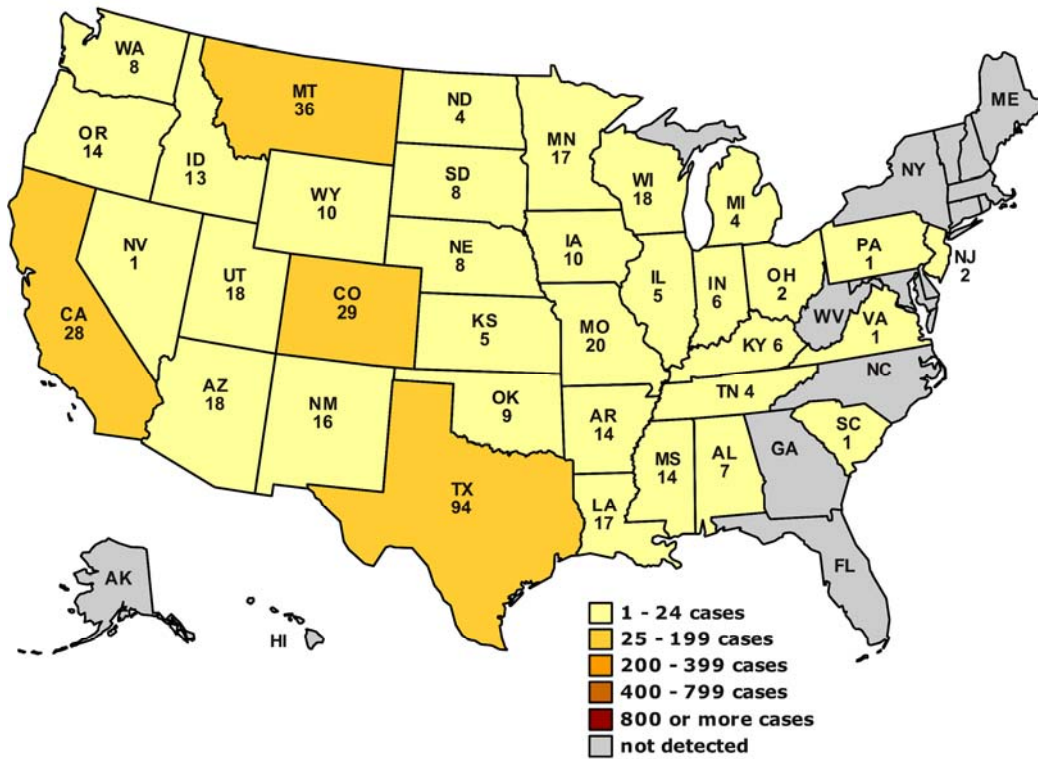 WA
8
MT
36
ND
4
ME
OR
14
ID
13
MN
17
SD
8
WI
18
NY
WY
10
MI
4
NV
1
NE
8
IA
10
PA
1
NJ
2
UT
18
IL
5
IN
6
OH
2
CO
29
CA
28
KS
5
MO
20
WV
VA
1
KY 6
NC
AZ
18
NM
16
OK
9
TN 4
AR
14
SC
1
MS
14
AL
7
GA
TX
94
LA
17
FL
AK
HI
1 - 24 cases
25 - 199 cases
200 - 399 cases
400 - 799 cases
800 or more cases
not detected